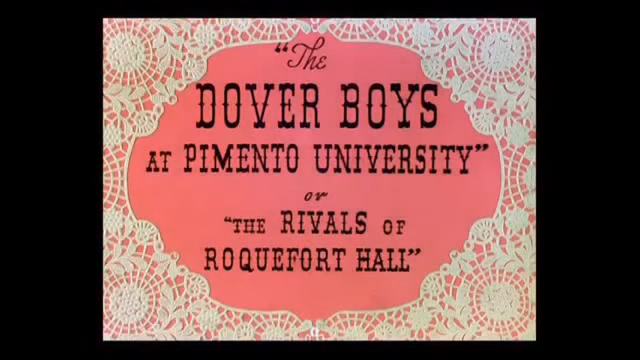 "The
DOVER BOYS
AT PIMENTO UNIVERSITY"
or
"THE RIVALS OF
ROQUEFORT HALL"